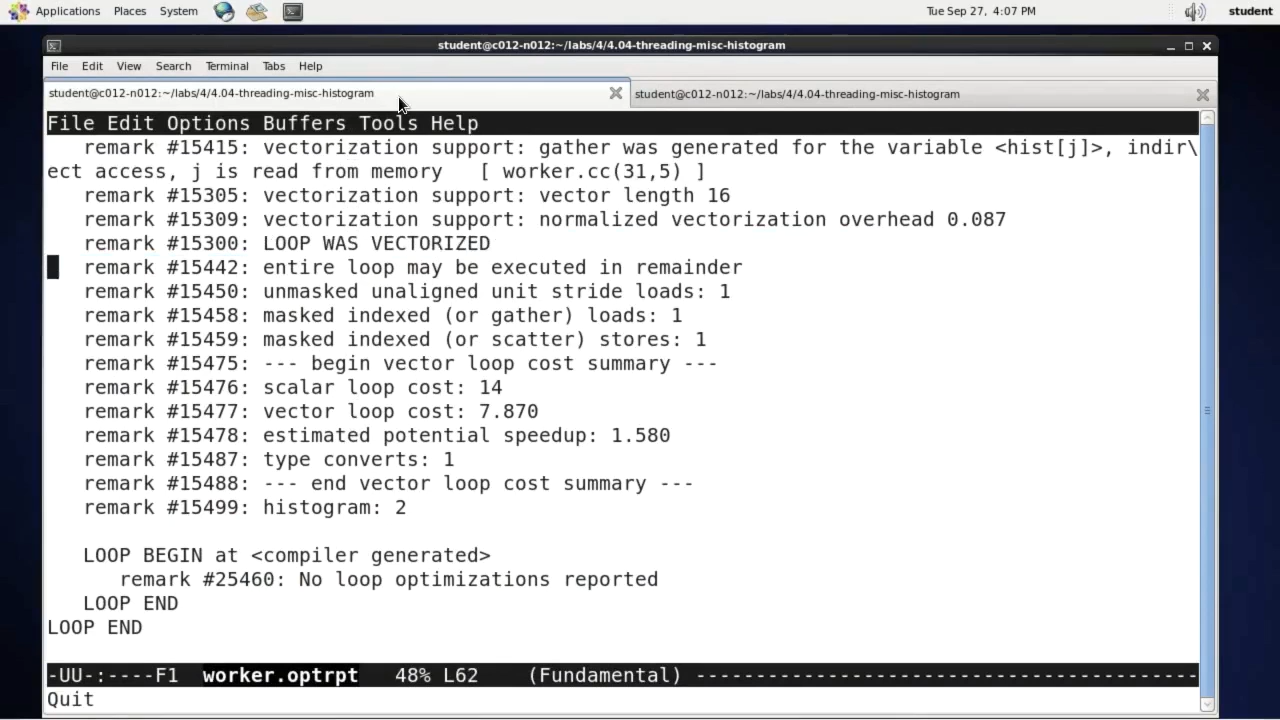 Applications Places System Tue Sep 27, 4:07 PM student
student@c012-n012:~/labs/4/4.04-threading-misc-histogram
File Edit View Search Terminal Tabs Help
student@c012-n012:~/labs/4/4.04-threading-misc-histogram student@c012-n012:~/labs/4/4.04-threading-misc-histogram
File Edit Options Buffers Tools Help
remark #15415: vectorization support: gather was generated for the variable <hist[j]>, indir\
ect access, j is read from memory [ worker.cc(31,5) ]
remark #15305: vectorization support: vector length 16
remark #15309: vectorization support: normalized vectorization overhead 0.087
remark #15300: LOOP WAS VECTORIZED
remark #15442: entire loop may be executed in remainder
remark #15450: unmasked unaligned unit stride loads: 1
remark #15458: masked indexed (or gather) loads: 1
remark #15459: masked indexed (or scatter) stores: 1
remark #15475: --- begin vector loop cost summary ---
remark #15476: scalar loop cost: 14
remark #15477: vector loop cost: 7.870
remark #15478: estimated potential speedup: 1.580
remark #15487: type converts: 1
remark #15488: --- end vector loop cost summary ---
remark #15499: histogram: 2
LOOP BEGIN at <compiler generated>
remark #25460: No loop optimizations reported
LOOP END
LOOP END
-UU-:----F1 worker.optrpt 48% L62 (Fundamental) ------------------------------------------
Quit